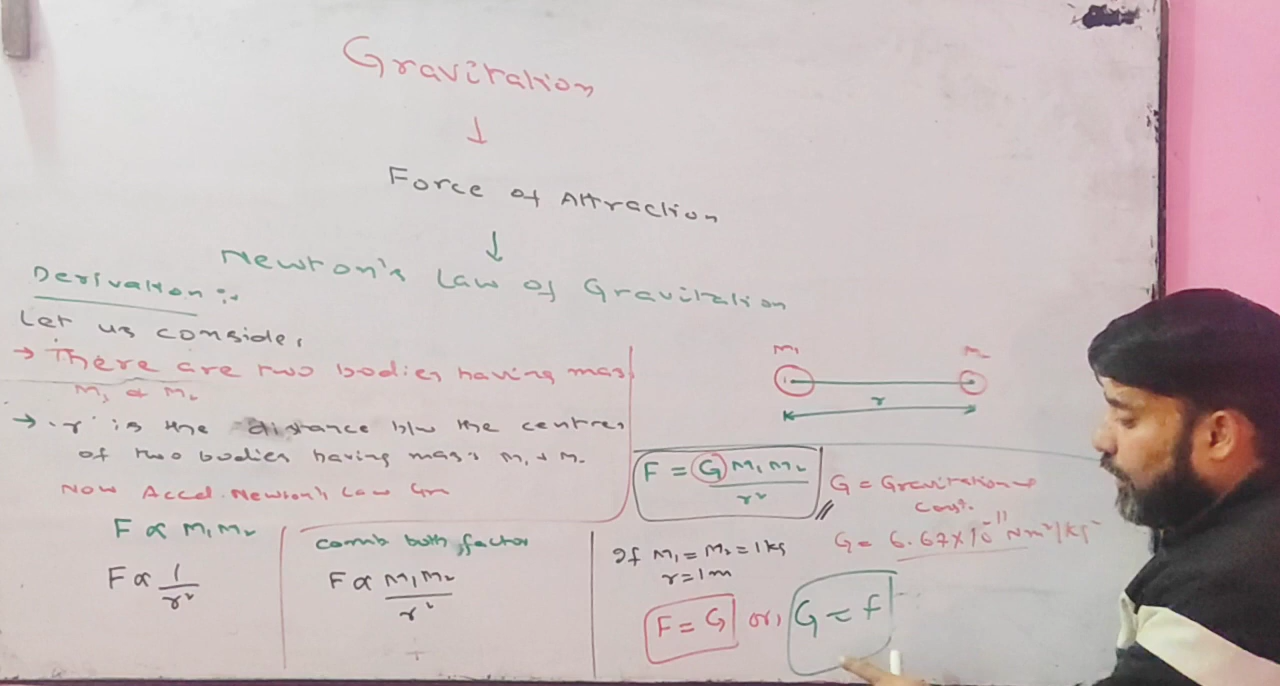 Gravitation
↓
Force of Attraction
↓
Newton's Law of Gravitation
Derivation :-
Let us consider,
→ There are two bodies having mass
M₁ & M₂
→ 'r' is the distance b/w the centres
of two bodies having mass M₁ & M₂
Now Accd. Newton's Law
F ∝ M₁M₂
F ∝ 1/r²
comb both factor
F ∝ M₁M₂/r²
M₁ M₂
r
F = G M₁M₂/r²
G = Gravitation
const.
G = 6.67×10⁻¹¹ Nm²/kg²
If M₁ = M₂ = 1kg
r = 1m
F = G or, G = F